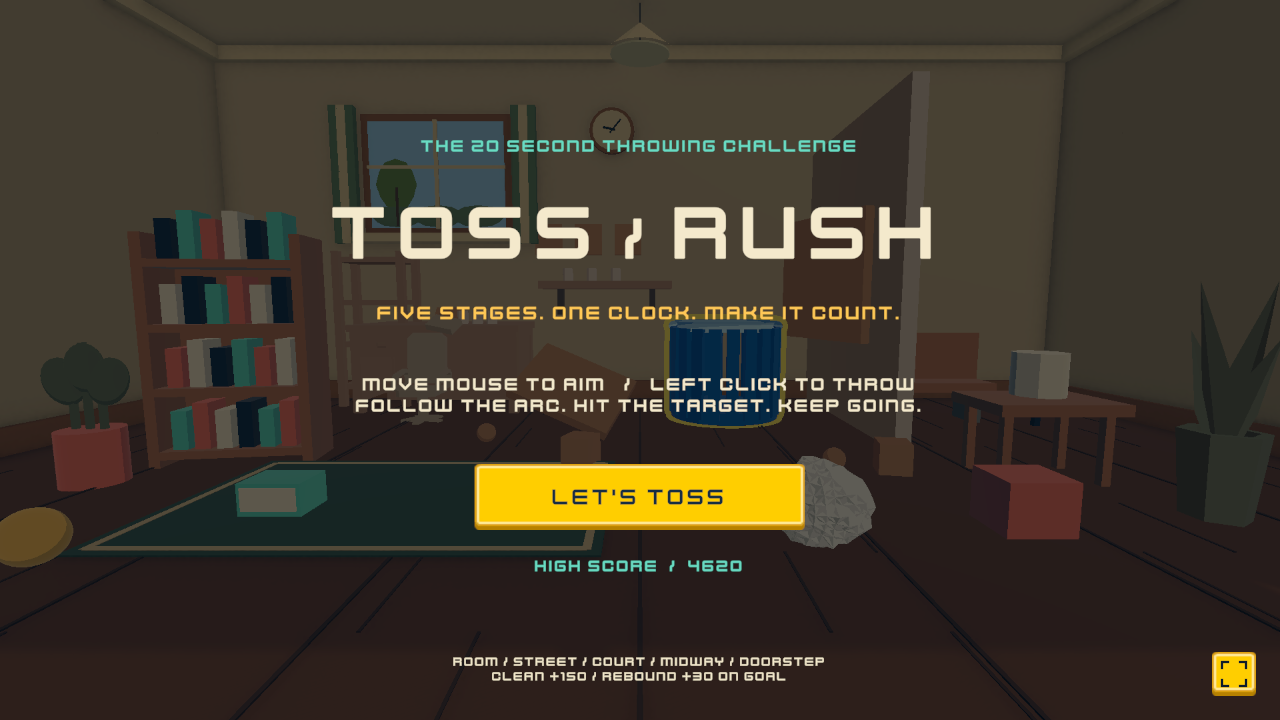 THE 20 SECOND THROWING CHALLENGE
TOSS / RUSH
FIVE STAGES. ONE CLOCK. MAKE IT COUNT.
MOVE MOUSE TO AIM / LEFT CLICK TO THROW
FOLLOW THE ARC. HIT THE TARGET. KEEP GOING.
LET'S TOSS
HIGH SCORE / 4620
ROOM / STREET / COURT / MIDWAY / DOORSTEP
CLEAN +150 / REBOUND +30 ON GOAL